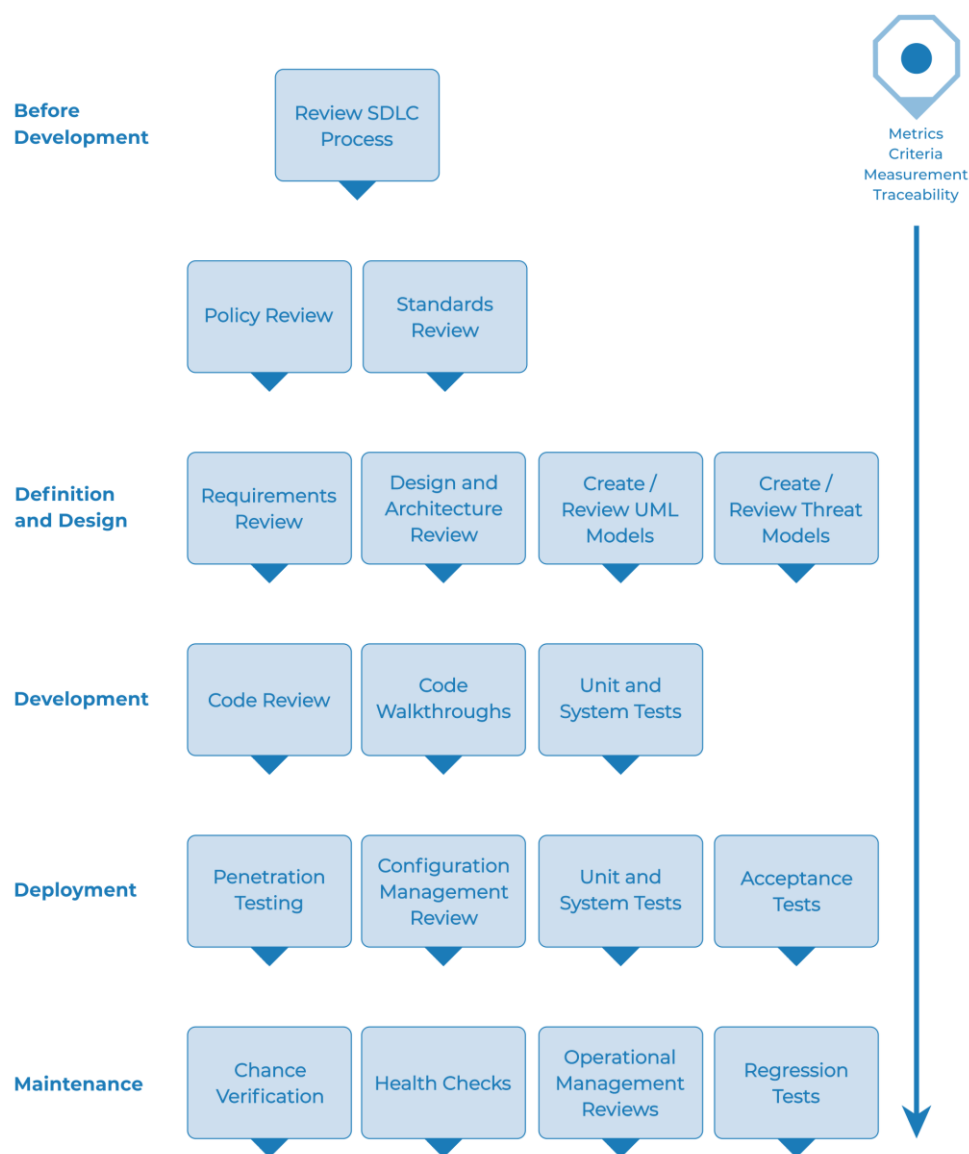 Before
Development
Review SDLC
Process
Metrics
Criteria
Measurement
Traceability
Policy Review
Standards
Review
Definition
and Design
Requirements
Review
Design and
Architecture
Review
Create /
Review UML
Models
Create /
Review Threat
Models
Development
Code Review
Code
Walkthroughs
Unit and
System Tests
Deployment
Penetration
Testing
Configuration
Management
Review
Unit and
System Tests
Acceptance
Tests
Maintenance
Chance
Verification
Health Checks
Operational
Management
Reviews
Regression
Tests